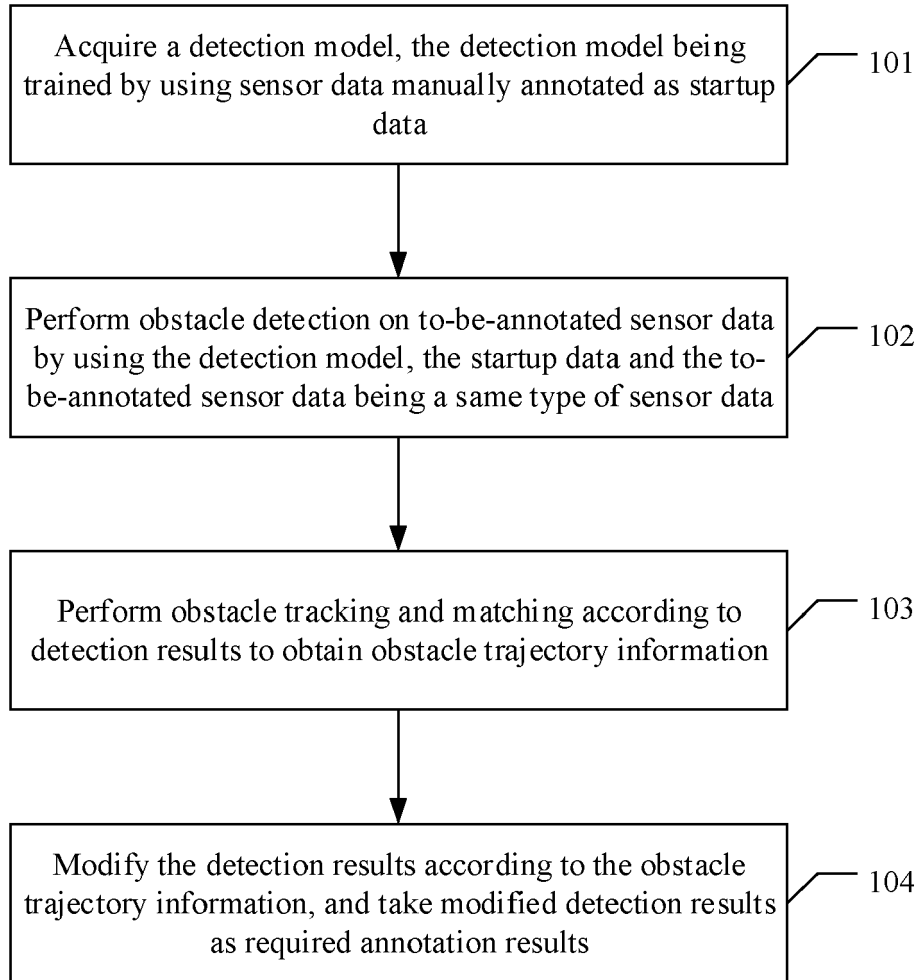 Acquire a detection model, the detection model being
trained by using sensor data manually annotated as startup
data
101
Perform obstacle detection on to-be-annotated sensor data
by using the detection model, the startup data and the to-
be-annotated sensor data being a same type of sensor data
102
Perform obstacle tracking and matching according to
detection results to obtain obstacle trajectory information
103
Modify the detection results according to the obstacle
trajectory information, and take modified detection results
as required annotation results
104